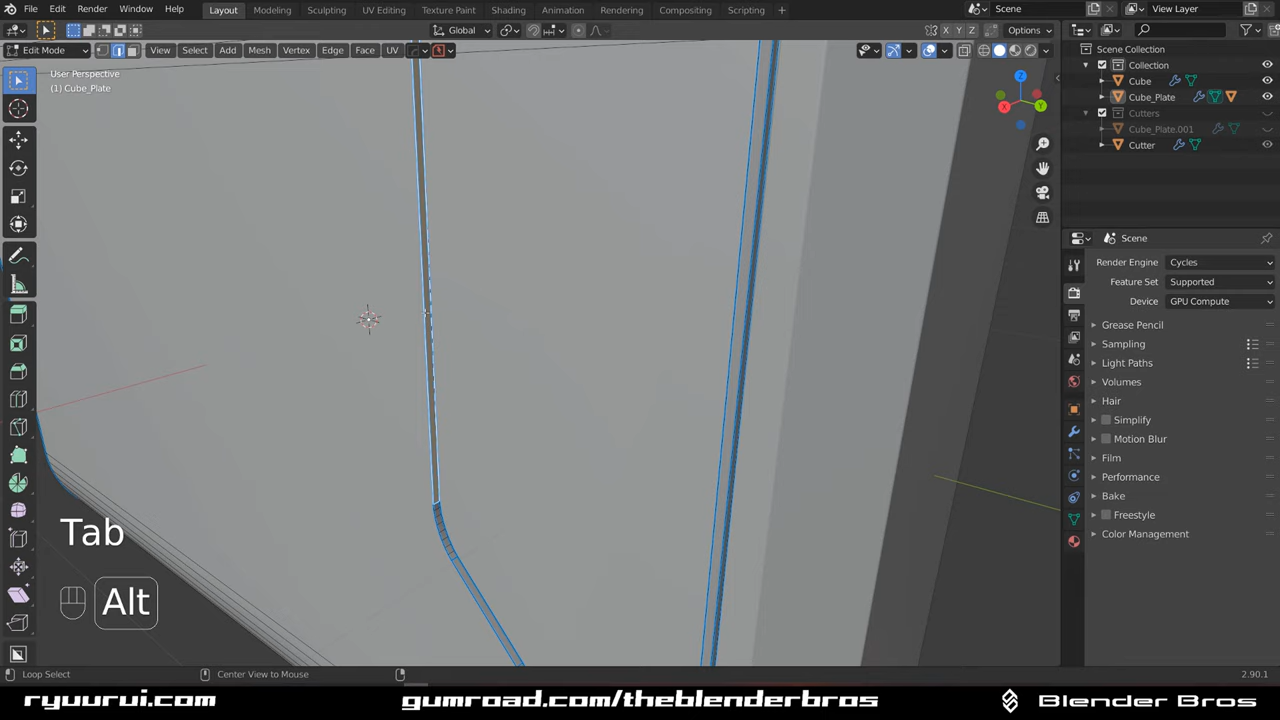 File Edit Render Window Help Layout Modeling Sculpting UV Editing Texture Paint Shading Animation Rendering Compositing Scripting Scene View Layer
Global X Y Z Options
Edit Mode View Select Add Mesh Vertex Edge Face UV
User Perspective
(1) Cube_Plate
Z
X
Y
Scene Collection
Collection
Cube
Cube_Plate
Cutters
Cube_Plate.001
Cutter
Scene
Render Engine Cycles
Feature Set Supported
Device GPU Compute
Grease Pencil
Sampling
Light Paths
Volumes
Hair
Simplify
Motion Blur
Film
Performance
Bake
Freestyle
Color Management
Tab
Alt
Loop Select Center View to Mouse 2.90.1
ryuurui.com gumroad.com/theblenderbros Blender Bros